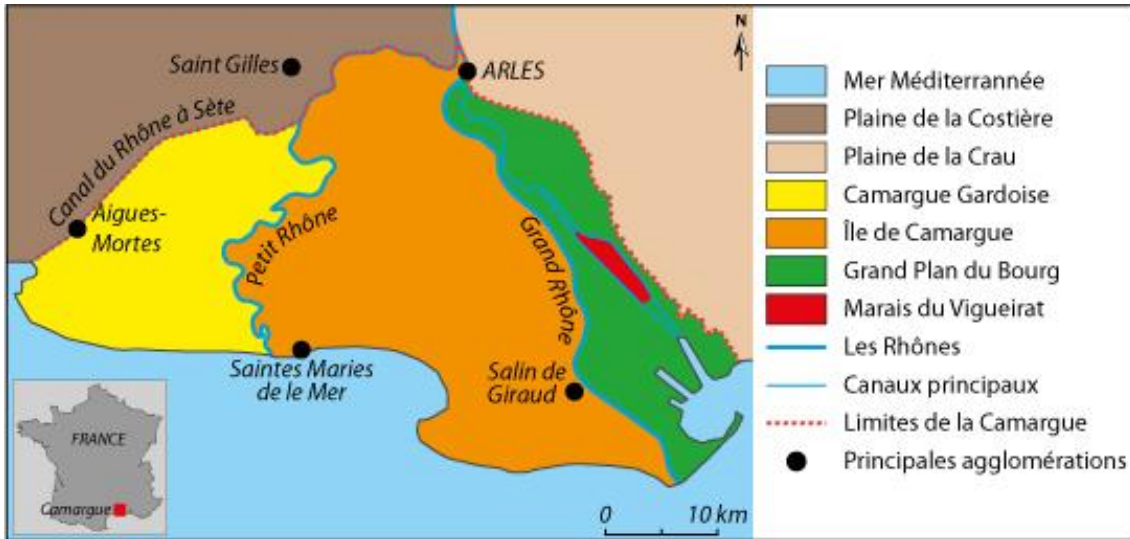 Saint Gilles
ARLES
N
Canal du Rhône à Sète
Aigues-
Mortes
Petit Rhône
Grand Rhône
Saintes Maries
de le Mer
Salin de
Giraud
FRANCE
Camargue
0 10 km
Mer Méditerrannée
Plaine de la Costière
Plaine de la Crau
Camargue Gardoise
Île de Camargue
Grand Plan du Bourg
Marais du Vigueirat
Les Rhônes
Canaux principaux
Limites de la Camargue
Principales agglomérations